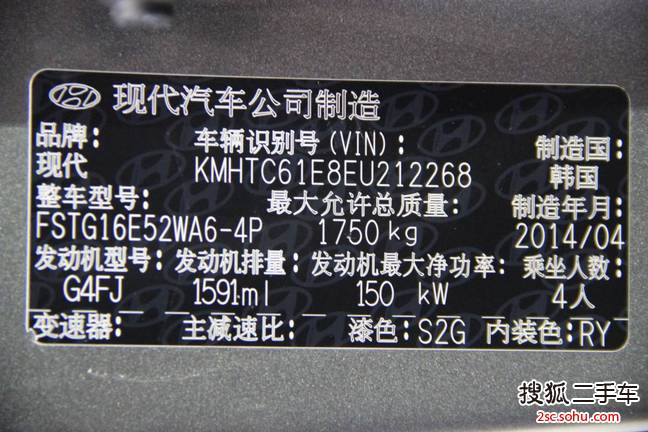 现代汽车公司制造
品牌: 车辆识别号(VIN): 制造国:
现代 KMHTC61E8EU212268 韩国
整车型号: 最大允许总质量: 制造年月:
FSTG16E52WA6-4P 1750kg 2014/04
发动机型号: 发动机排量: 发动机最大净功率: 乘坐人数:
G4FJ 1591ml 150 kW 4人
变速器: 主减速比: 漆色:S2G 内装色:RY
搜狐二手车
2sc.sohu.com